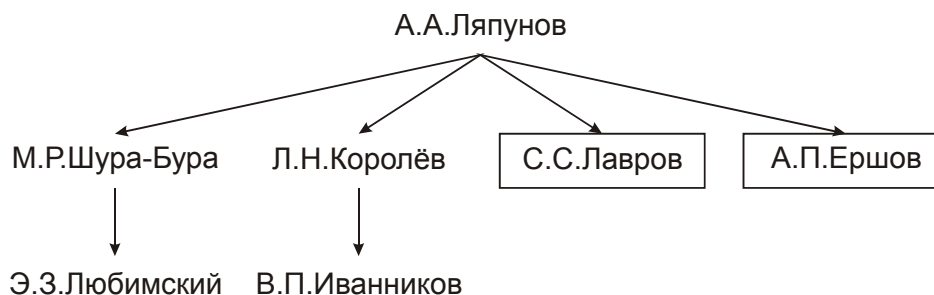 А.А.Ляпунов
М.Р.Шура-Бура Л.Н.Королёв С.С.Лавров А.П.Ершов
Э.З.Любимский В.П.Иванников